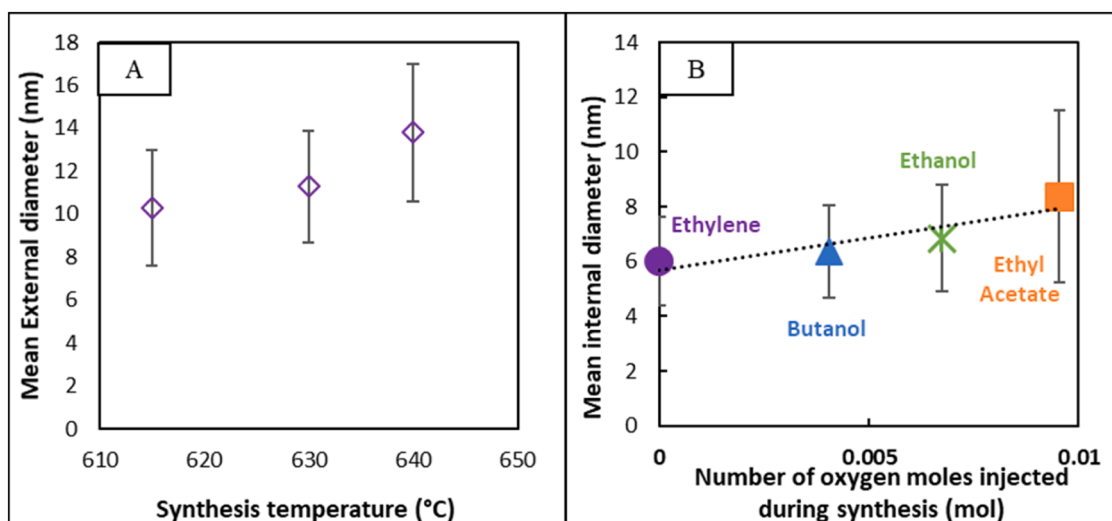 A
Mean External diameter (nm)
18
16
14
12
10
8
6
4
2
0
610
620
630
640
650
Synthesis temperature (°C)
B
Mean internal diameter (nm)
14
12
10
8
6
4
2
0
Ethylene
Butanol
Ethanol
Ethyl
Acetate
0
0.005
0.01
Number of oxygen moles injected
during synthesis (mol)